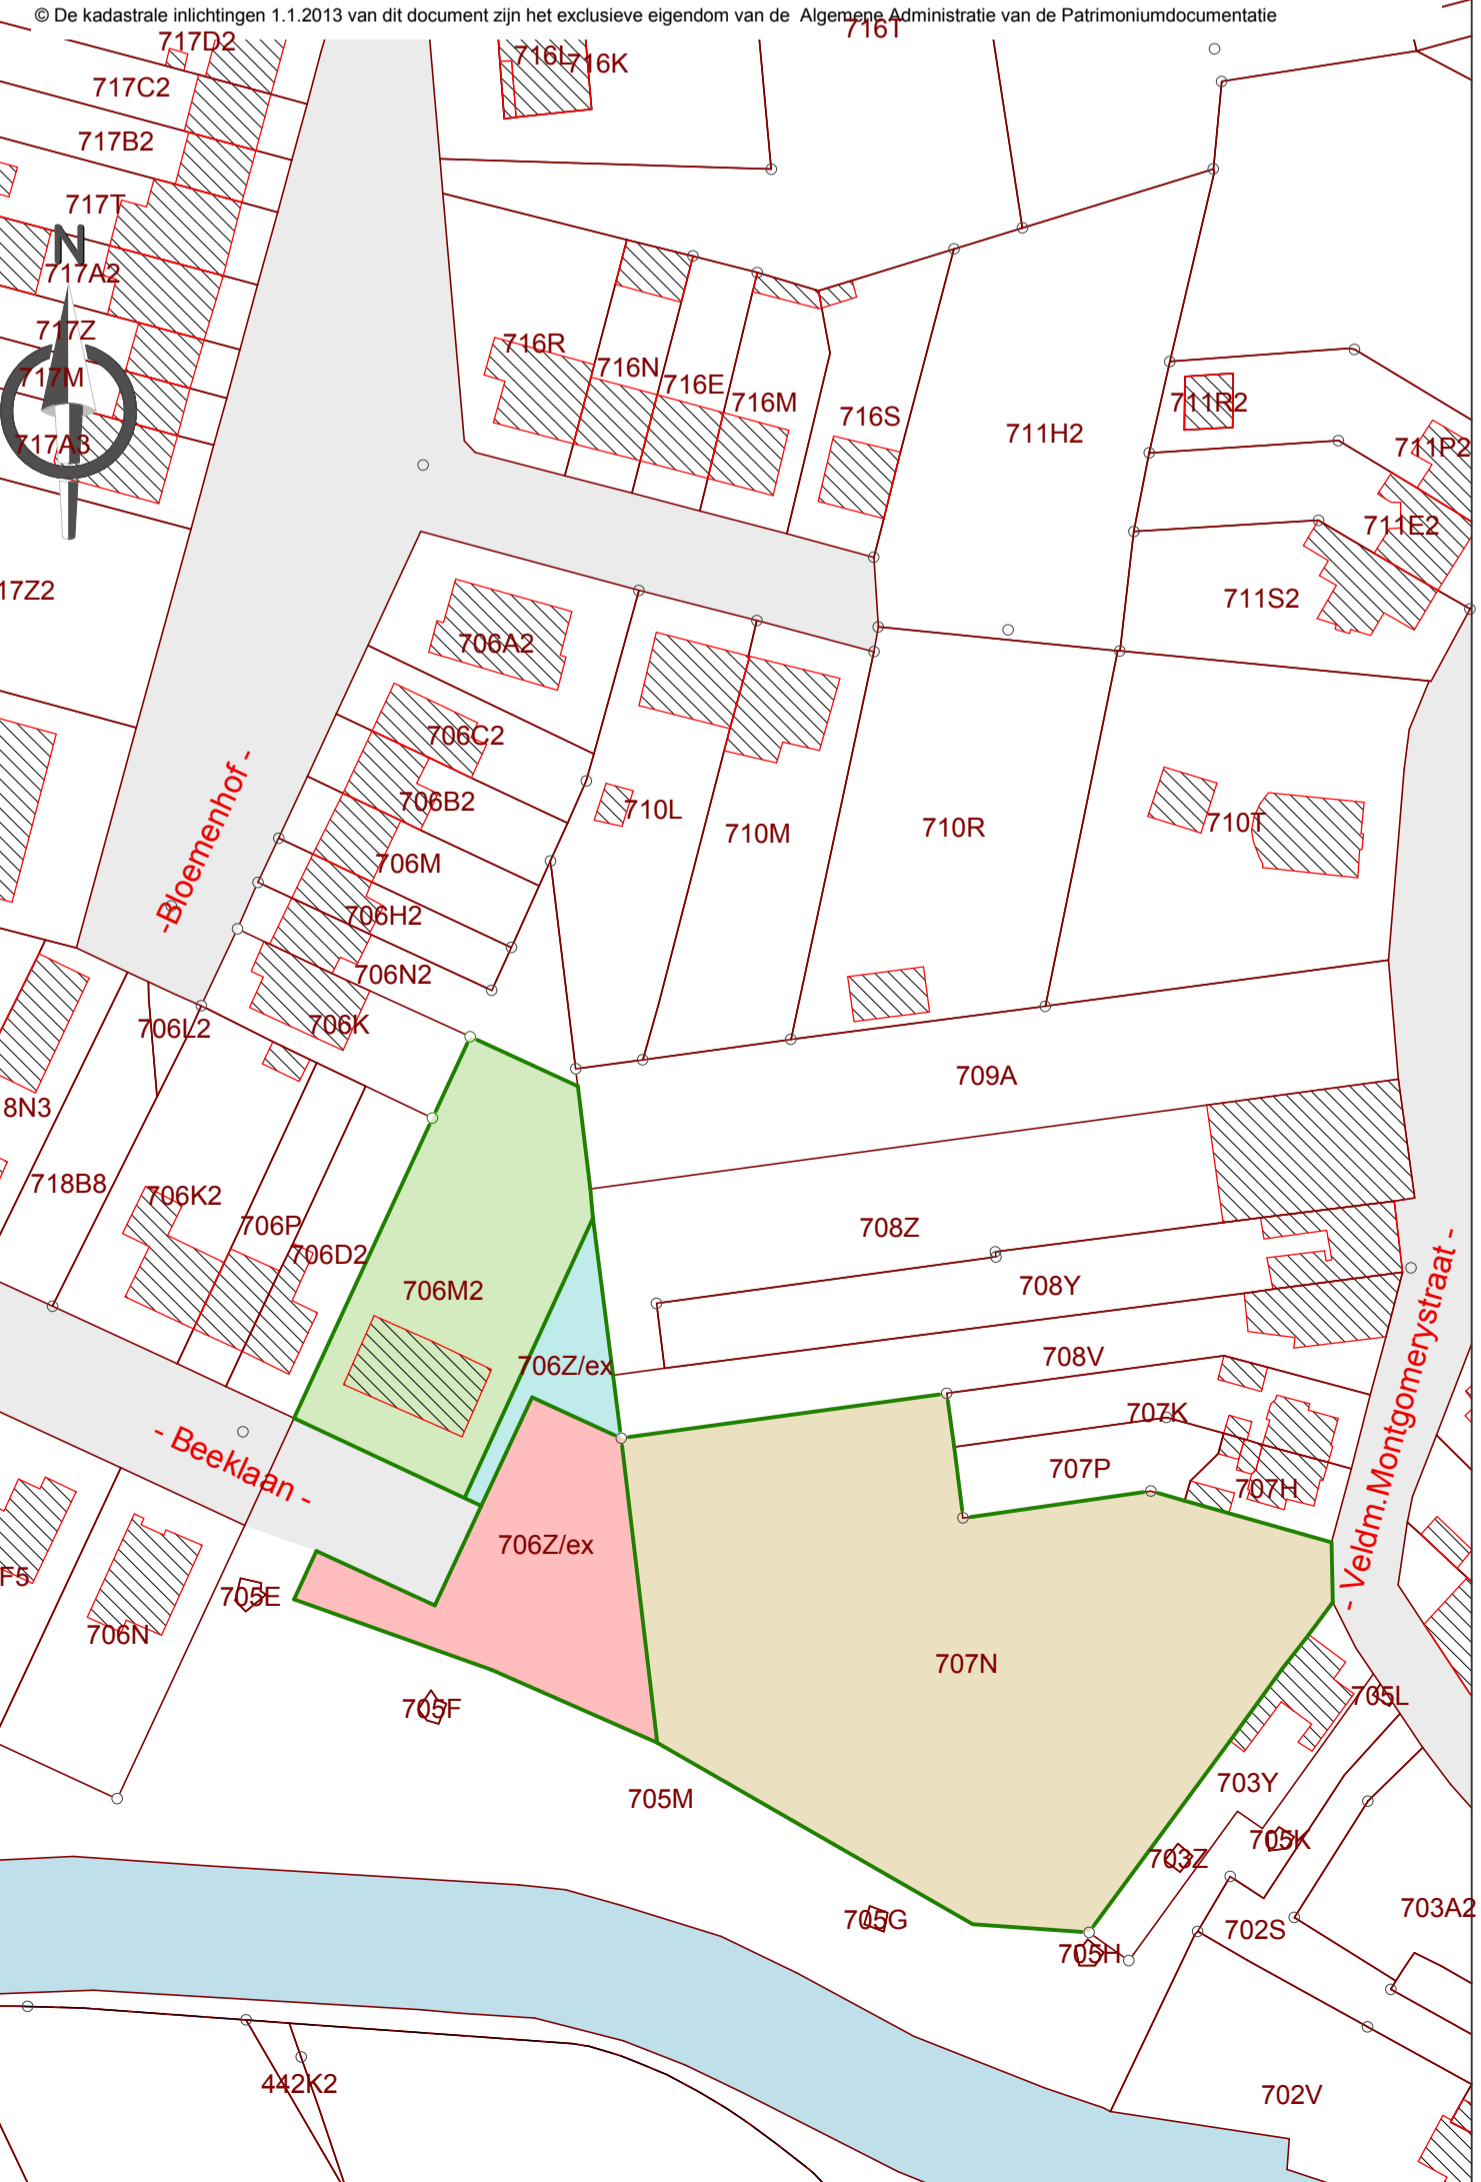 © De kadastrale inlichtingen 1.1.2013 van dit document zijn het exclusieve eigendom van de Algemene Administratie van de Patrimoniumdocumentatie
716T
717D2
716L
716K
717C2
717B2
717T
N
717A2
717Z
716R
716N
717M
716E
716M
711R2
716S
711H2
717A3
711P2
711E2
17Z2
711S2
706A2
706C2
-Bloemenhof -
706B2
710L
710T
710M
710R
706M
706H2
706N2
706L2
706K
709A
8N3
718B8
706K2
706P
708Z
706D2
708Y
706M2
708V
706Z/ex
- Veldm.Montgomerystraat -
707K
- Beeklaan -
707P
707H
706Z/ex
F5
705E
706N
707N
705L
705F
703Y
705M
705K
703Z
703A2
705G
702S
705H
442K2
702V